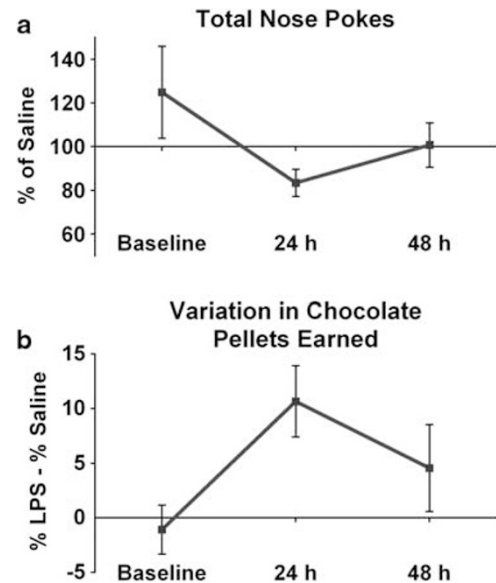 a
Total Nose Pokes
% of Saline
140
120
100
80
60
Baseline 24 h 48 h
b
Variation in Chocolate
Pellets Earned
% LPS - % Saline
15
10
5
0
-5
Baseline 24 h 48 h